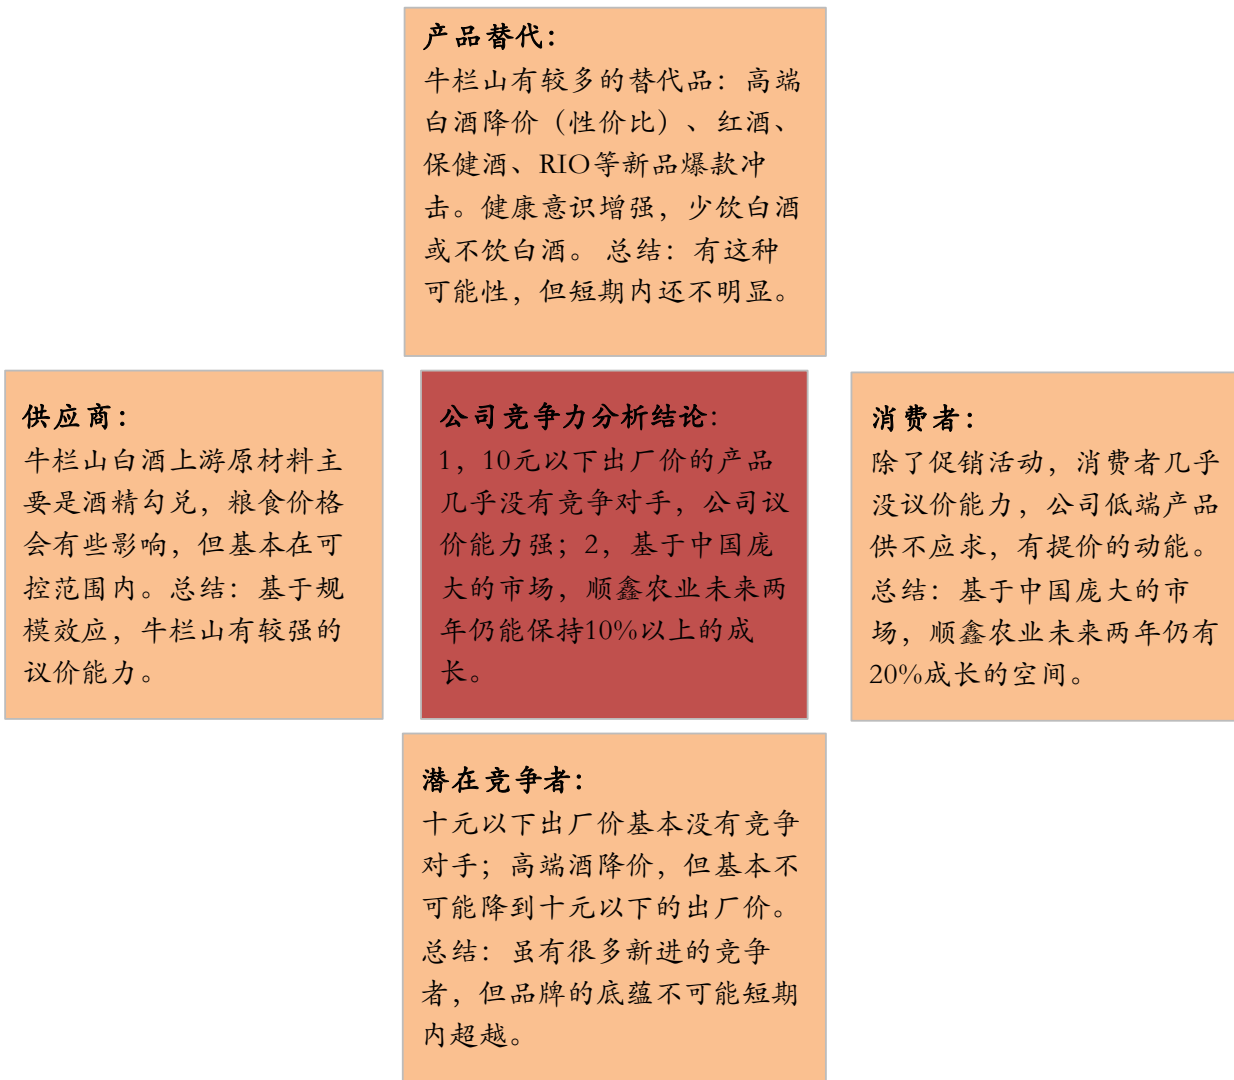 产品替代：
牛栏山有较多的替代品：高端
白酒降价（性价比）、红酒、
保健酒、RIO等新品爆款冲
击。健康意识增强，少饮白酒
或不饮白酒。 总结：有这种
可能性，但短期内还不明显。
供应商：
牛栏山白酒上游原材料主
要是酒精勾兑，粮食价格
会有些影响，但基本在可
控范围内。总结：基于规
模效应，牛栏山有较强的
议价能力。
公司竞争力分析结论：
1，10元以下出厂价的产品
几乎没有竞争对手，公司议
价能力强；2，基于中国庞
大的市场，顺鑫农业未来两
年仍能保持10%以上的成
长。
消费者：
除了促销活动，消费者几乎
没议价能力，公司低端产品
供不应求，有提价的动能。
总结：基于中国庞大的市
场，顺鑫农业未来两年仍有
20%成长的空间。
潜在竞争者：
十元以下出厂价基本没有竞争
对手；高端酒降价，但基本不
可能降到十元以下的出厂价。
总结：虽有很多新进的竞争
者，但品牌的底蕴不可能短期
内超越。